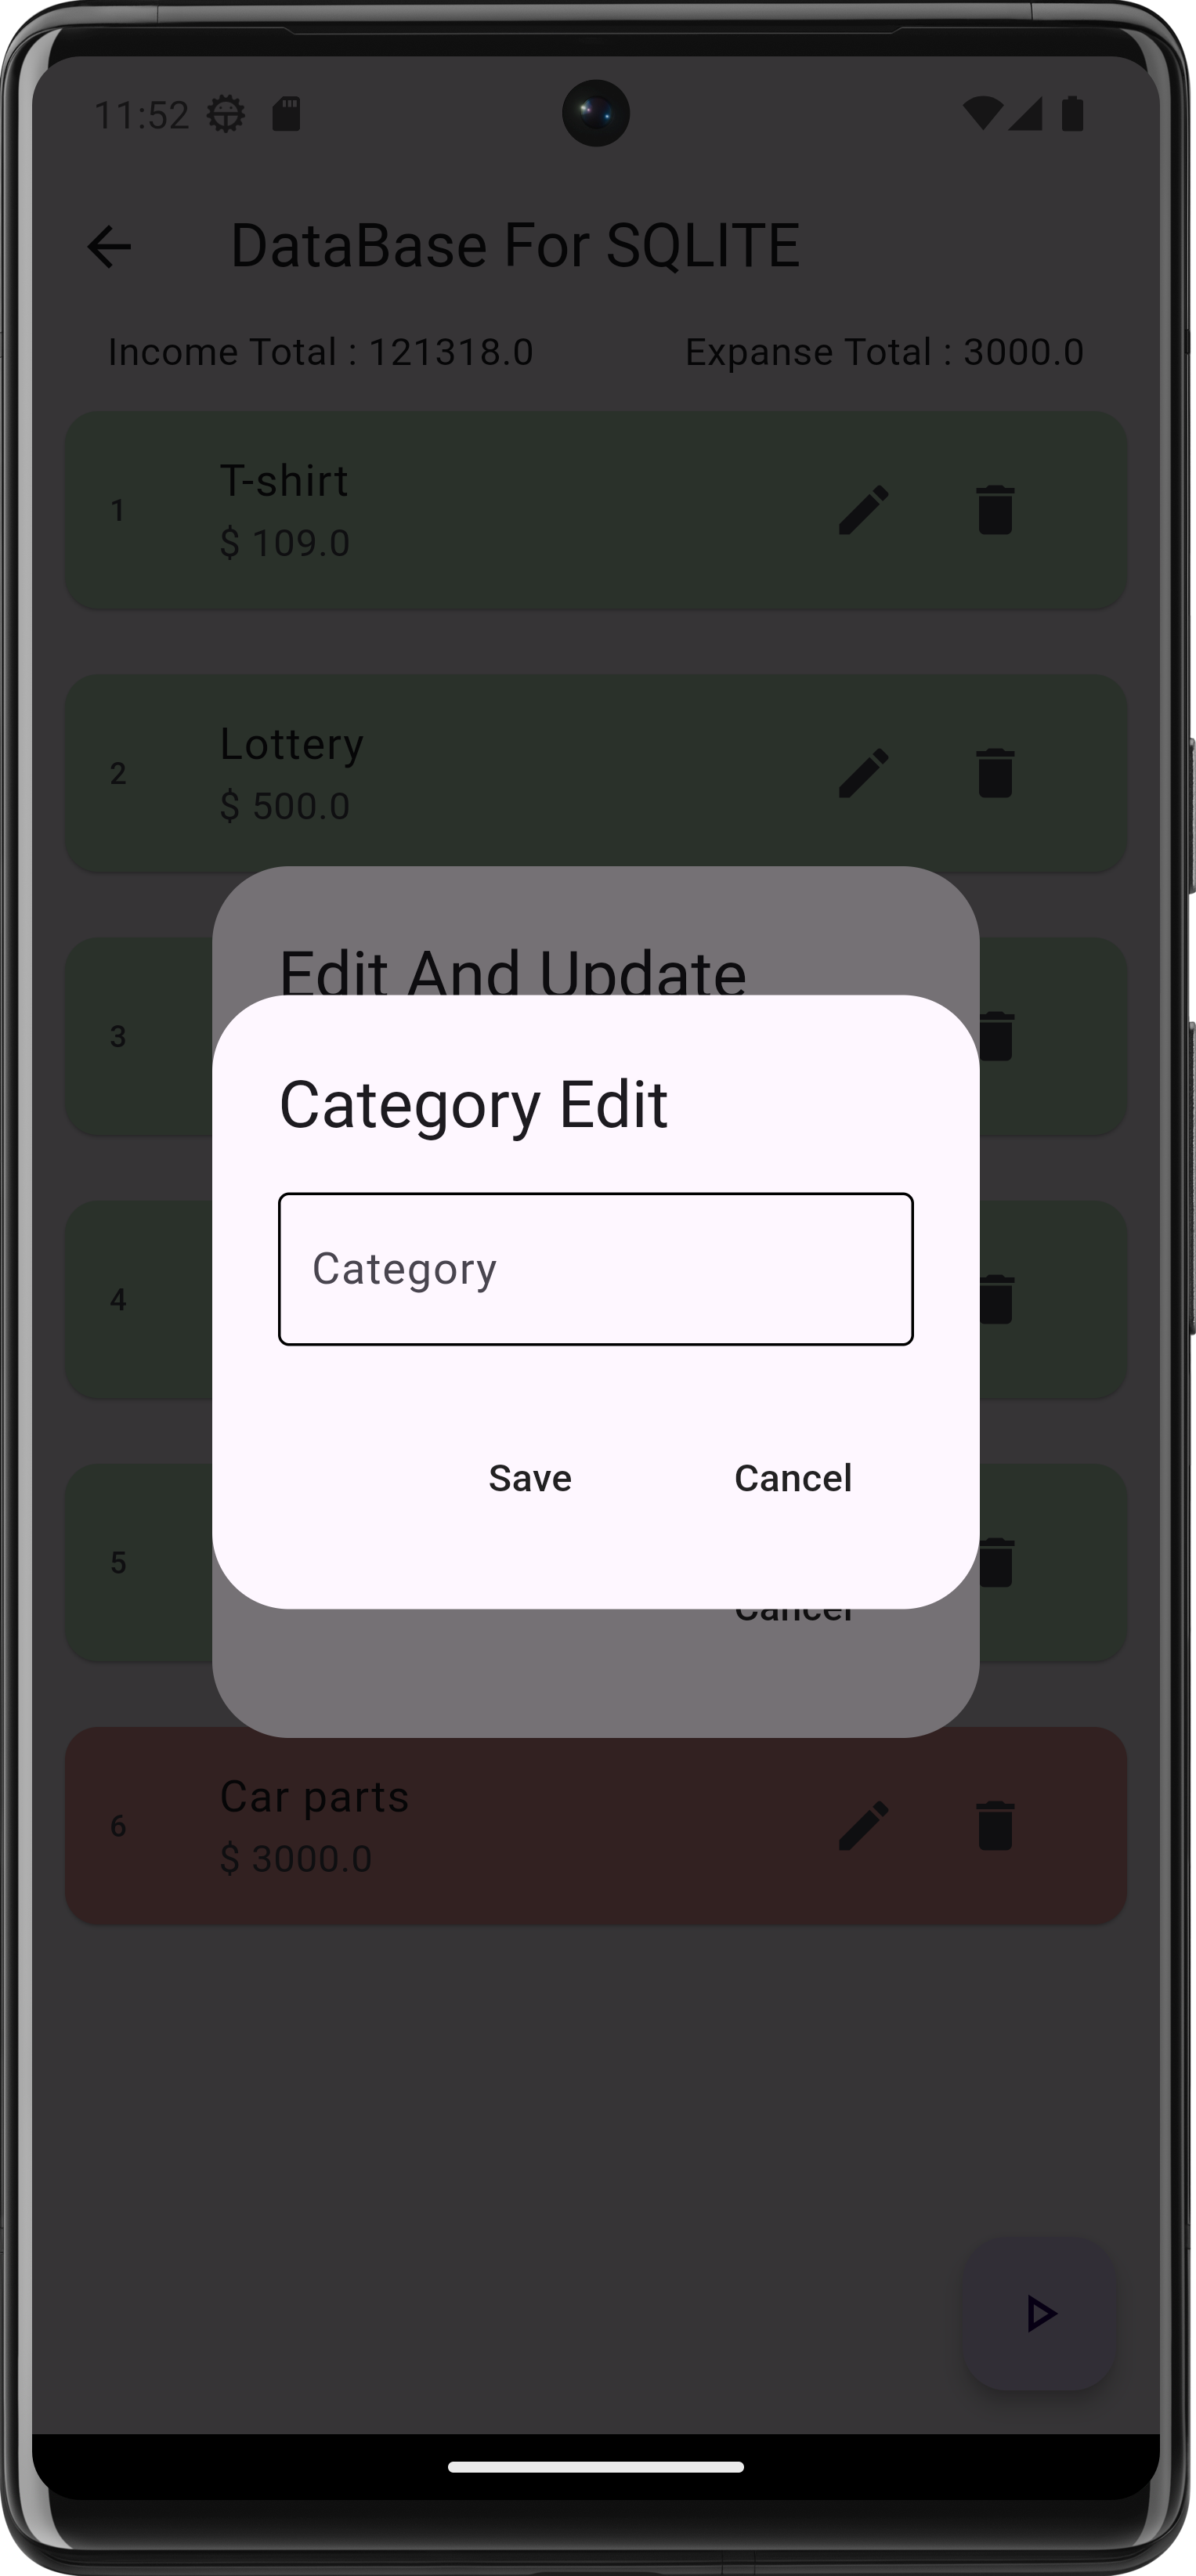 11:52
DataBase For SQLITE
Income Total : 121318.0 Expanse Total : 3000.0
1 T-shirt
$ 109.0
2 Lottery
$ 500.0
Edit And Update
3
Category Edit
Category
4
Save Cancel
5
Cancel
6 Car parts
$ 3000.0